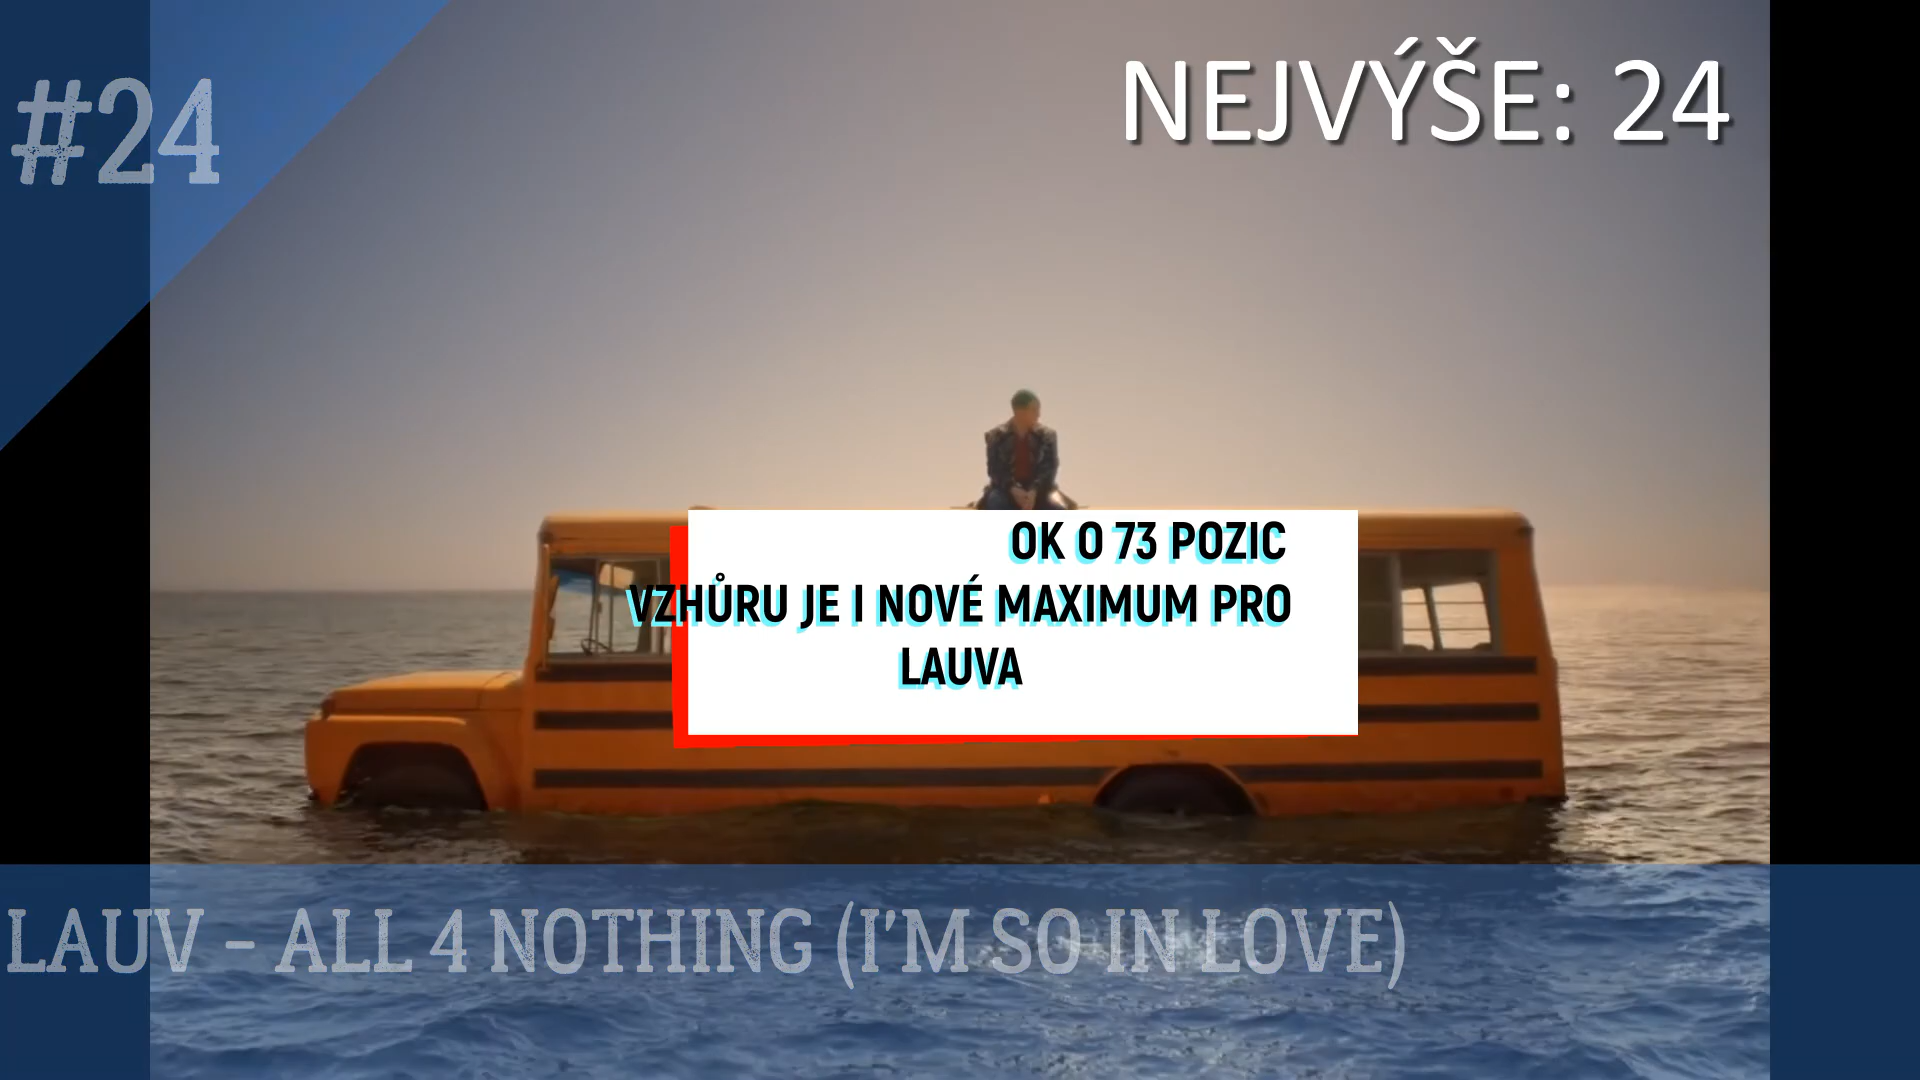 #24
NEJVÝŠE: 24
OK O 73 POZIC
VZHŮRU JE I NOVÉ MAXIMUM PRO
LAUVA
LAUV - ALL 4 NOTHING (I'M SO IN LOVE)